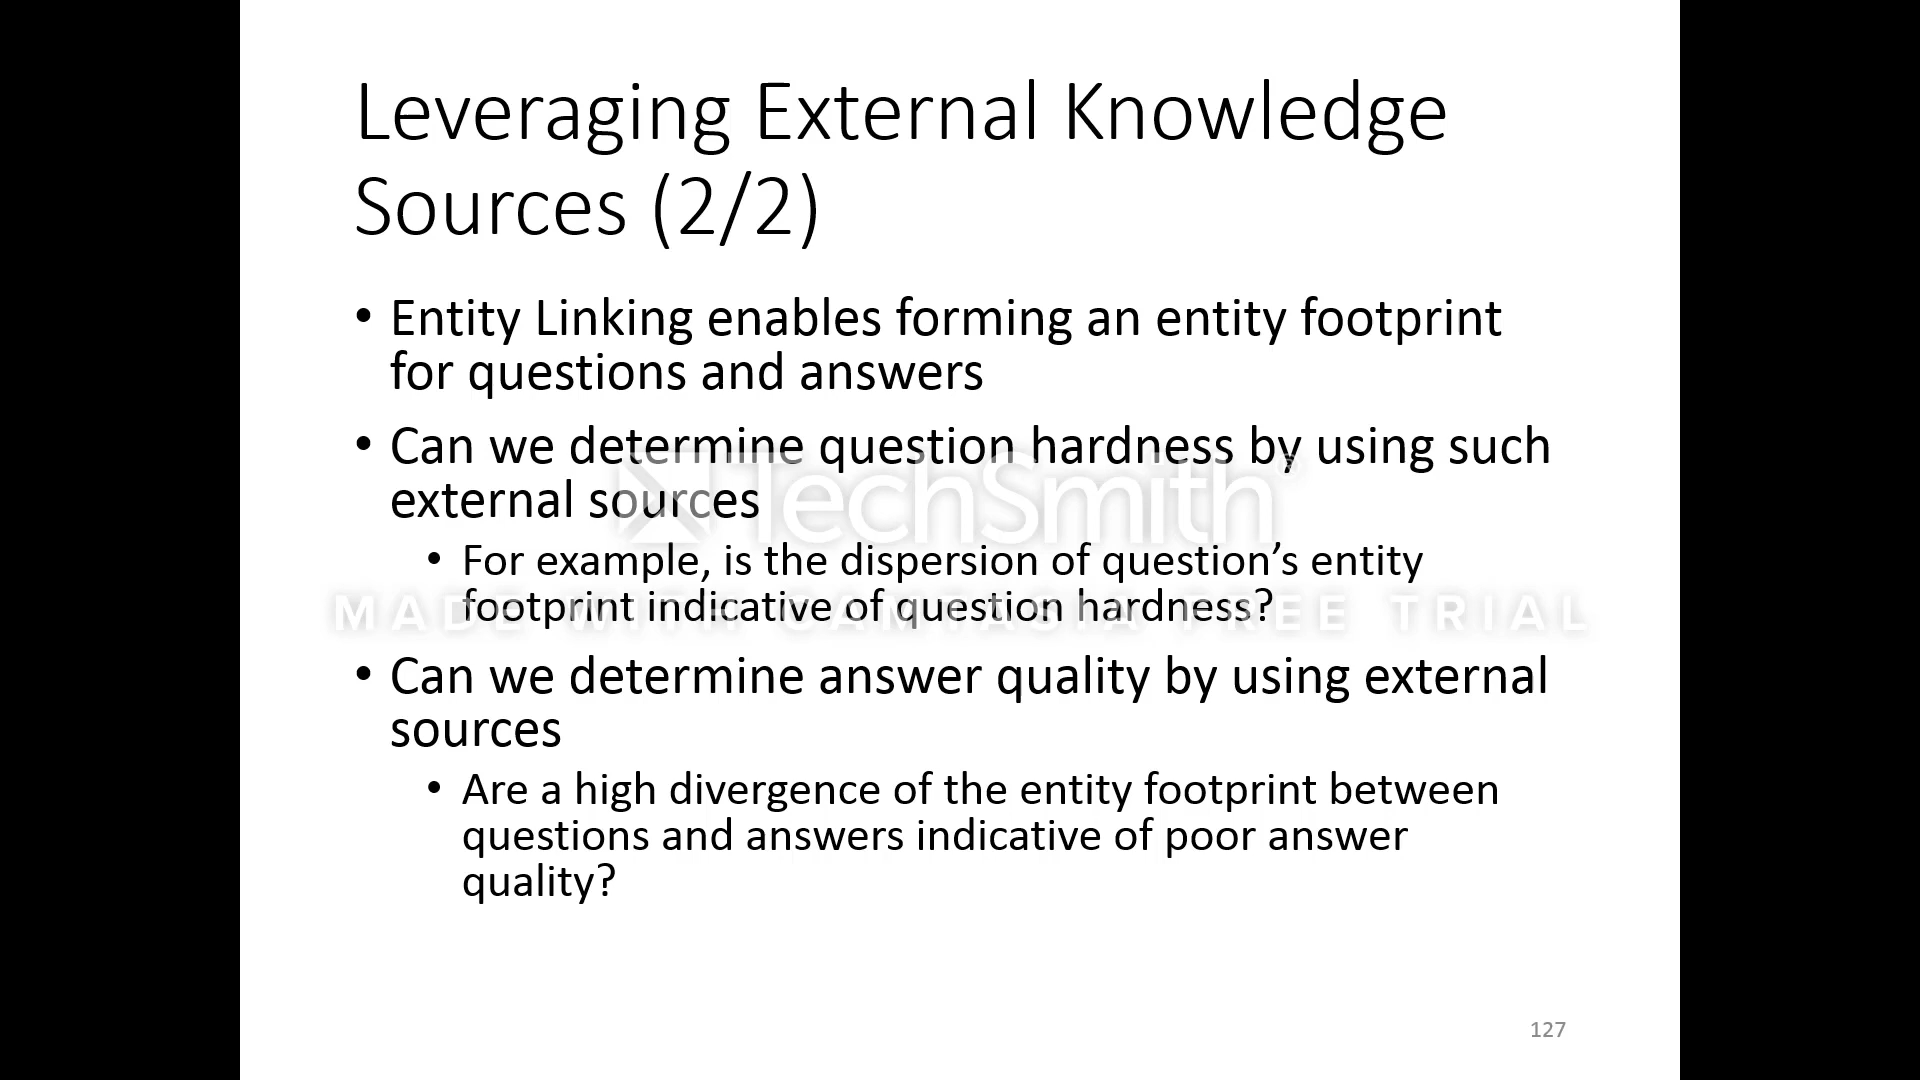 Leveraging External Knowledge
Sources (2/2)
• Entity Linking enables forming an entity footprint
for questions and answers
• Can we determine question hardness by using such
external sources
• For example, is the dispersion of question’s entity
footprint indicative of question hardness?
• Can we determine answer quality by using external
sources
• Are a high divergence of the entity footprint between
questions and answers indicative of poor answer
quality?
TechSmith®
MADE WITH CAMTASIA FREE TRIAL
127